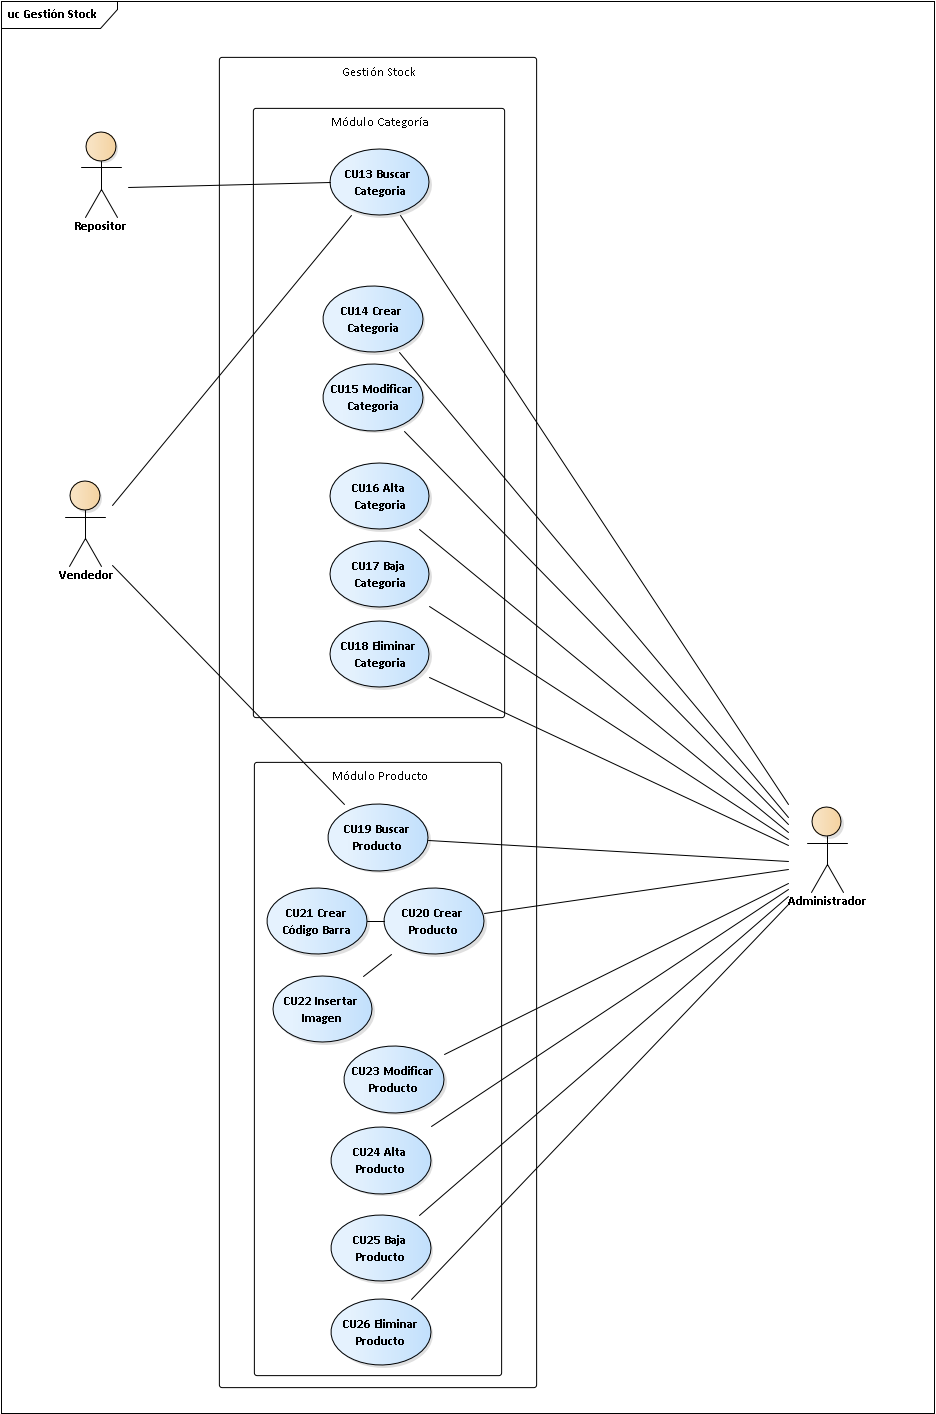 uc Gestión Stock
Gestión Stock
Módulo Categoría
CU13 Buscar
Categoria
Repositor
CU14 Crear
Categoria
CU15 Modificar
Categoria
CU16 Alta
Categoria
Vendedor
CU17 Baja
Categoria
CU18 Eliminar
Categoria
Módulo Producto
CU19 Buscar
Producto
Administrador
CU21 Crear
Código Barra
CU20 Crear
Producto
CU22 Insertar
Imagen
CU23 Modificar
Producto
CU24 Alta
Producto
CU25 Baja
Producto
CU26 Eliminar
Producto